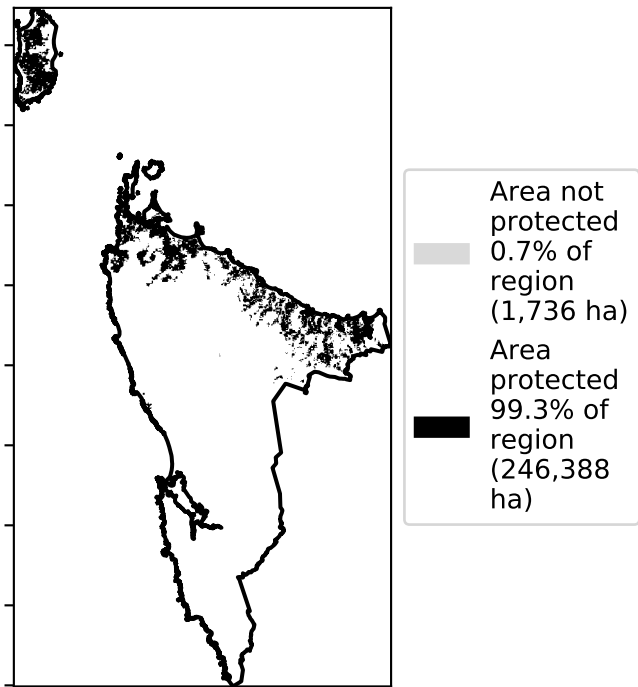 Area not
protected
0.7% of
region
(1,736 ha)
Area
protected
99.3% of
region
(246,388
ha)